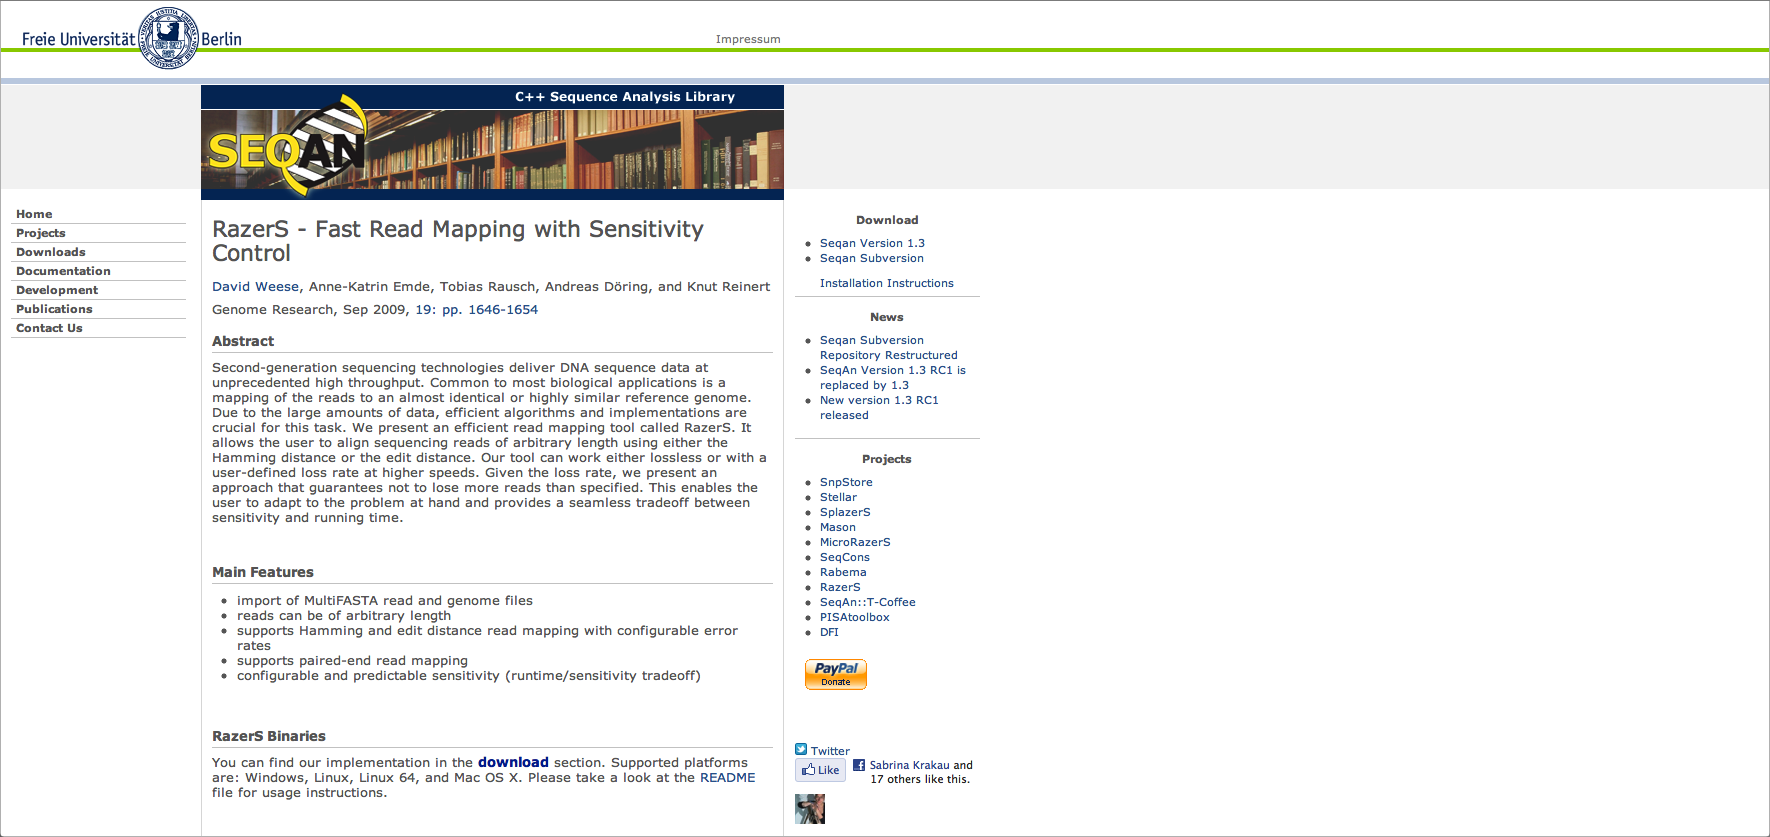 Freie Universität Berlin
Impressum
C++ Sequence Analysis Library
SEQAN
Home
Projects
Downloads
Documentation
Development
Publications
Contact Us
RazerS - Fast Read Mapping with Sensitivity
Control
David Weese, Anne-Katrin Emde, Tobias Rausch, Andreas Döring, and Knut Reinert
Genome Research, Sep 2009, 19: pp. 1646-1654
Abstract
Second-generation sequencing technologies deliver DNA sequence data at
unprecedented high throughput. Common to most biological applications is a
mapping of the reads to an almost identical or highly similar reference genome.
Due to the large amounts of data, efficient algorithms and implementations are
crucial for this task. We present an efficient read mapping tool called RazerS. It
allows the user to align sequencing reads of arbitrary length using either the
Hamming distance or the edit distance. Our tool can work either lossless or with a
user-defined loss rate at higher speeds. Given the loss rate, we present an
approach that guarantees not to lose more reads than specified. This enables the
user to adapt to the problem at hand and provides a seamless tradeoff between
sensitivity and running time.
Main Features
• import of MultiFASTA read and genome files
• reads can be of arbitrary length
• supports Hamming and edit distance read mapping with configurable error
rates
• supports paired-end read mapping
• configurable and predictable sensitivity (runtime/sensitivity tradeoff)
RazerS Binaries
You can find our implementation in the download section. Supported platforms
are: Windows, Linux, Linux 64, and Mac OS X. Please take a look at the README
file for usage instructions.
Download
• Seqan Version 1.3
• Seqan Subversion
Installation Instructions
News
• Seqan Subversion
Repository Restructured
• SeqAn Version 1.3 RC1 is
replaced by 1.3
• New version 1.3 RC1
released
Projects
• SnpStore
• Stellar
• SplazerS
• Mason
• MicroRazerS
• SeqCons
• Rabema
• RazerS
• SeqAn::T-Coffee
• PISAtoolbox
• DFI
PayPal
Donate
Twitter
Like
Sabrina Krakau and
17 others like this.